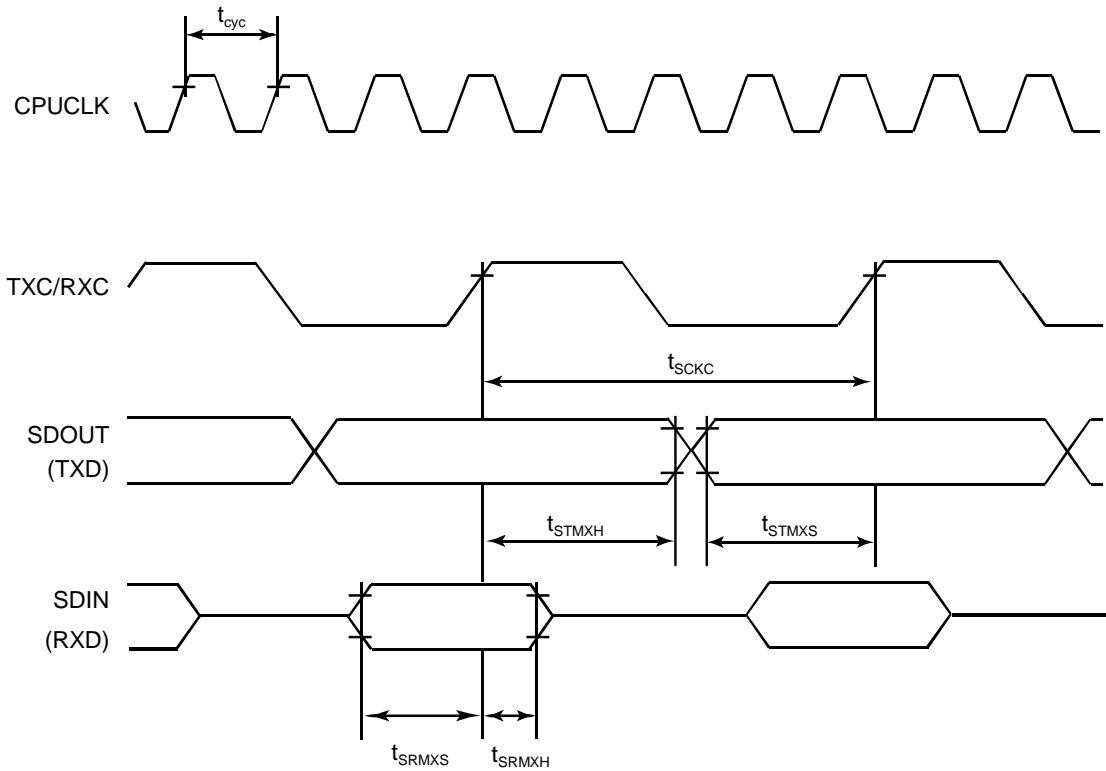 tcyc
CPUCLK
TXC/RXC
tSCKC
SDOUT
(TXD)
tSTMXH
tSTMXS
SDIN
(RXD)
tSRMXS
tSRMXH